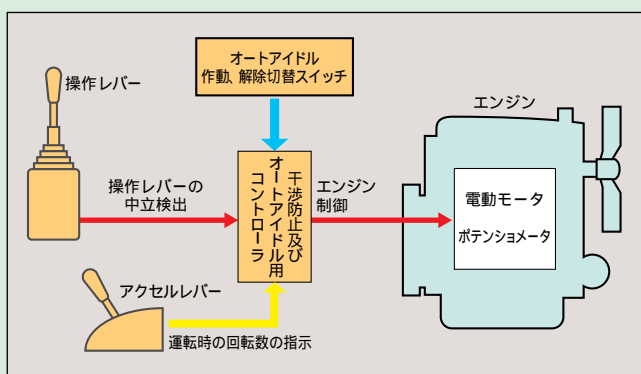 オートアイドル
作動、解除切替スイッチ
操作レバー
エンジン
操作レバーの
中立検出
干渉防止及び
オートアイドル用
コントローラ
エンジン
制御
電動モータ
ポテンショメータ
アクセルレバー
運転時の回転数の指示